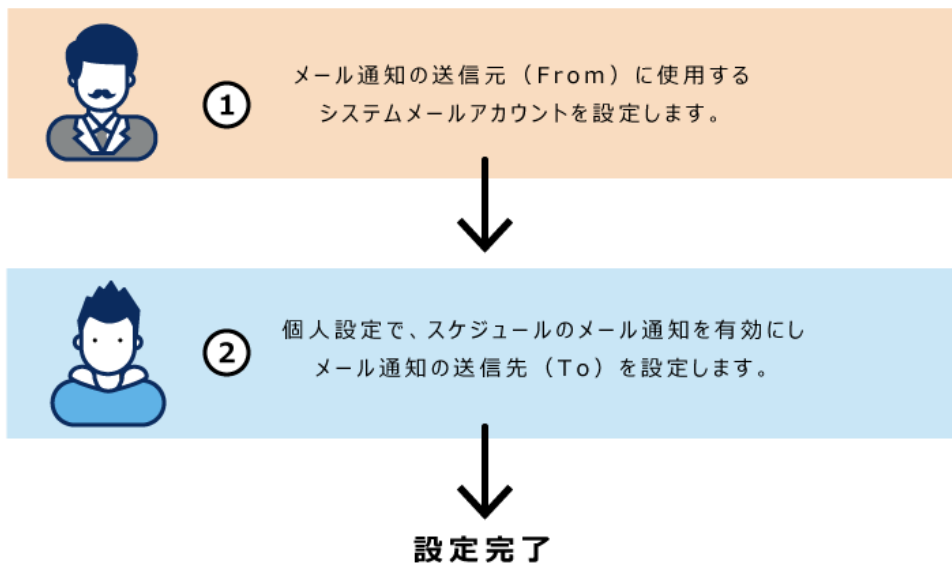 ①
メール通知の送信元（From）に使用する
システムメールアカウントを設定します。
②
個人設定で、スケジュールのメール通知を有効にし
メール通知の送信先（To）を設定します。
設定完了